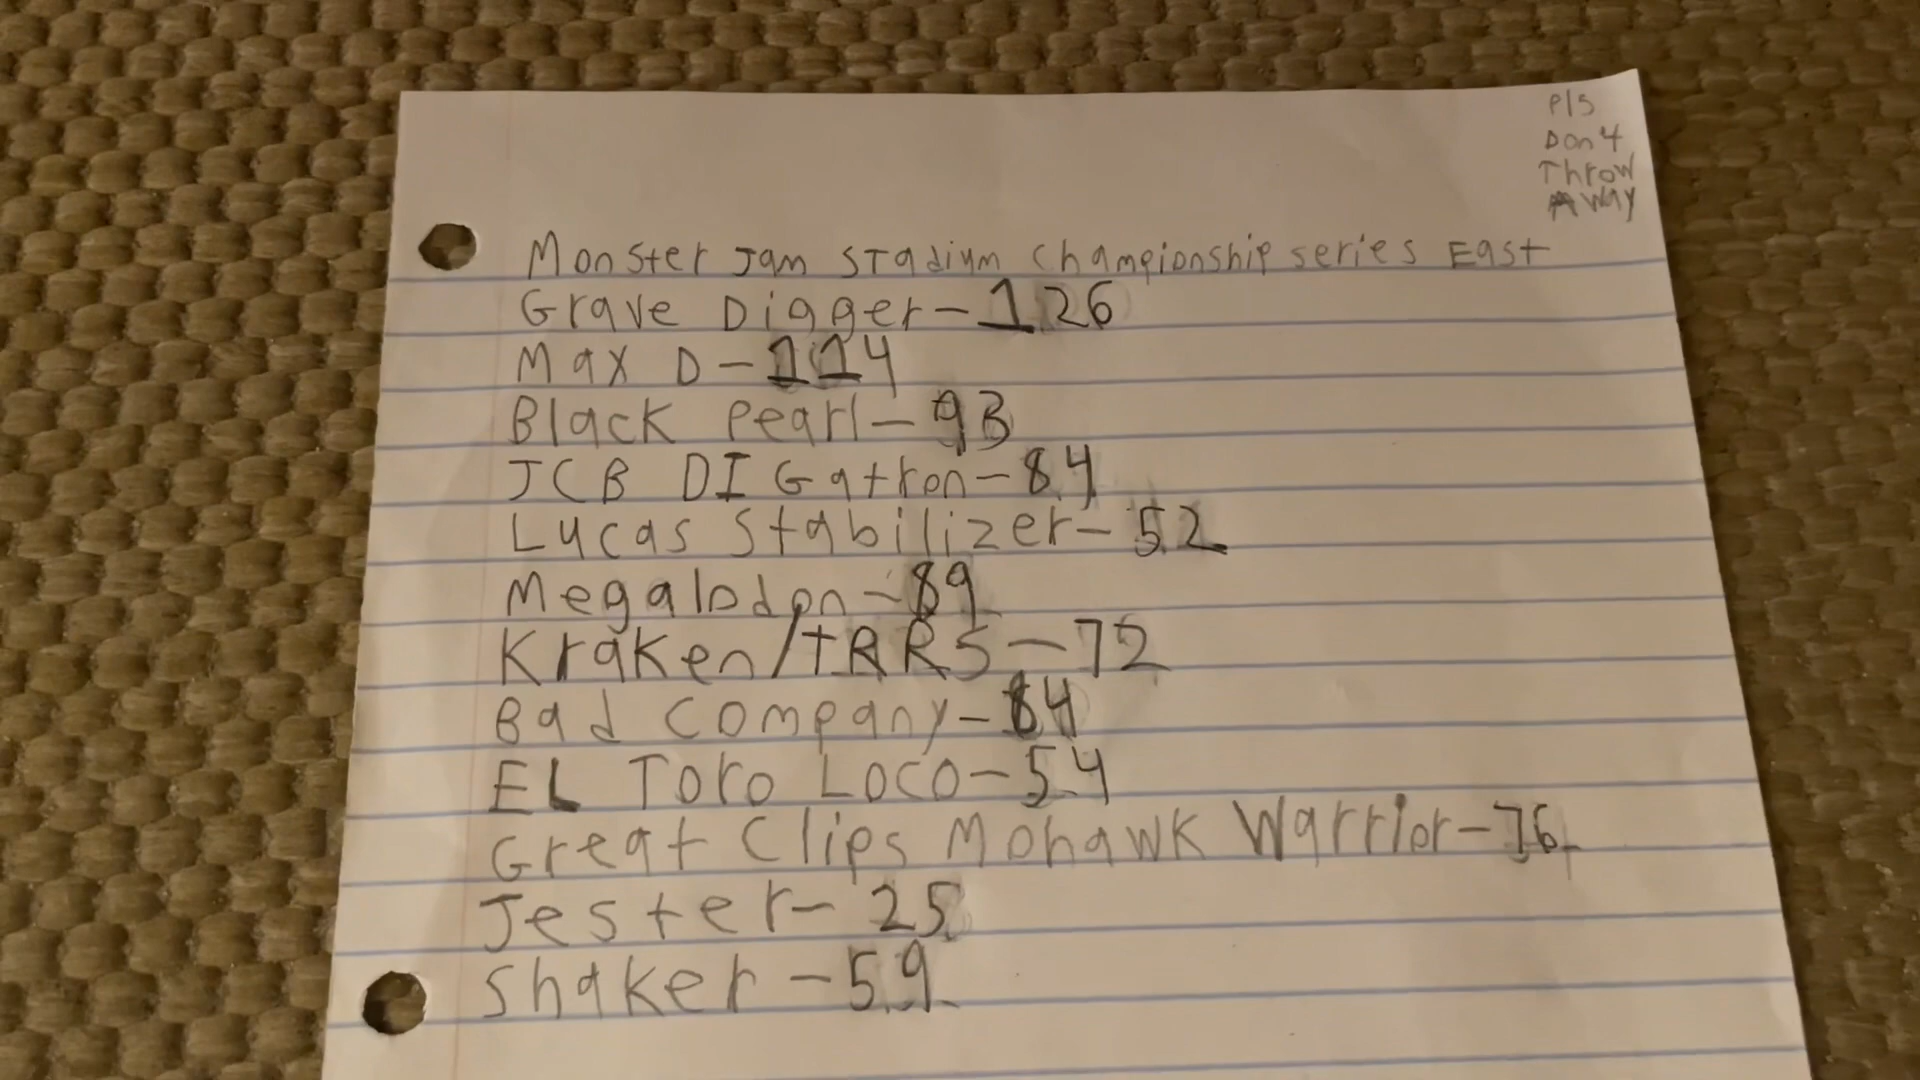 Pls
Don4
Throw
Away
Monster Jam Stadium Championship series East
Grave Digger-126
Max D-114
Black Pearl-93
JCB DIGatron-84
Lucas Stabilizer-52
Megalodon-89
Kraken/TRRS-72
Bad Company-84
EL Toro Loco-54
Great Clips Mohawk Warrior-76
Jester-25
Shaker-59